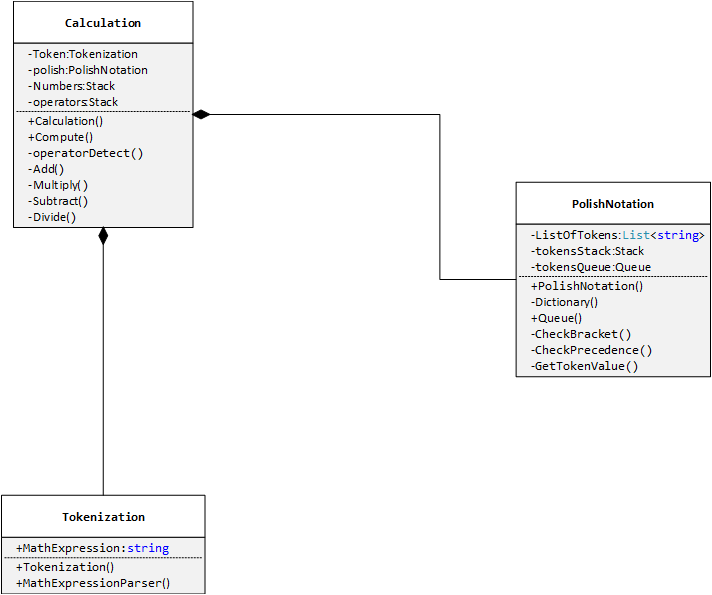 Calculation
-Token:Tokenization
-polish:PolishNotation
-Numbers:Stack
-operators:Stack
+Calculation()
+Compute()
-operatorDetect()
-Add()
-Multiply()
-Subtract()
-Divide()
PolishNotation
-ListOfTokens:List<string>
-tokensStack:Stack
-tokensQueue:Queue
+PolishNotation()
-Dictionary()
+Queue()
-CheckBracket()
-CheckPrecedence()
-GetTokenValue()
Tokenization
+MathExpression:string
+Tokenization()
+MathExpressionParser()